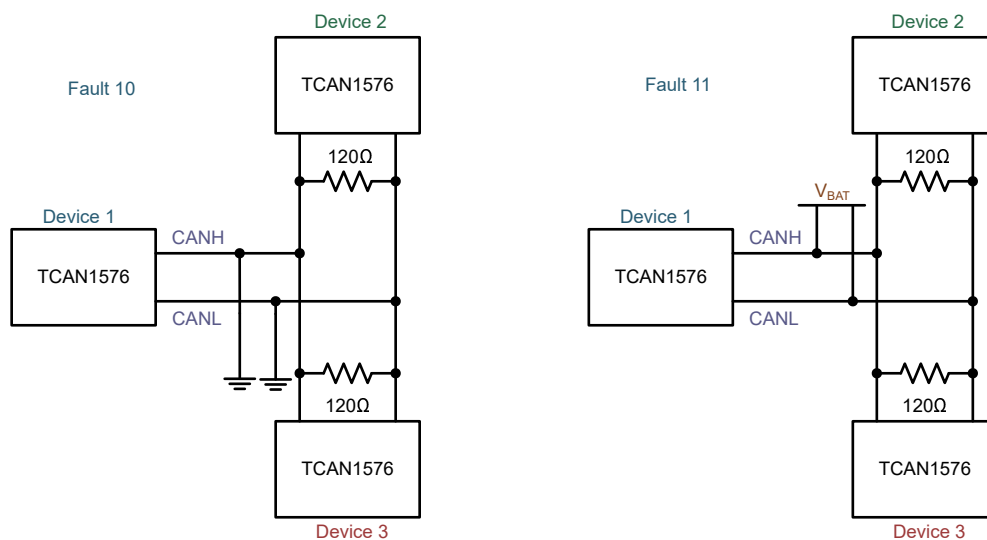 Device 2
TCAN1576
Fault 10
120Ω
Device 1
TCAN1576
CANH
CANL
120Ω
TCAN1576
Device 3
Device 2
TCAN1576
Fault 11
120Ω
VBAT
Device 1
TCAN1576
CANH
CANL
120Ω
TCAN1576
Device 3